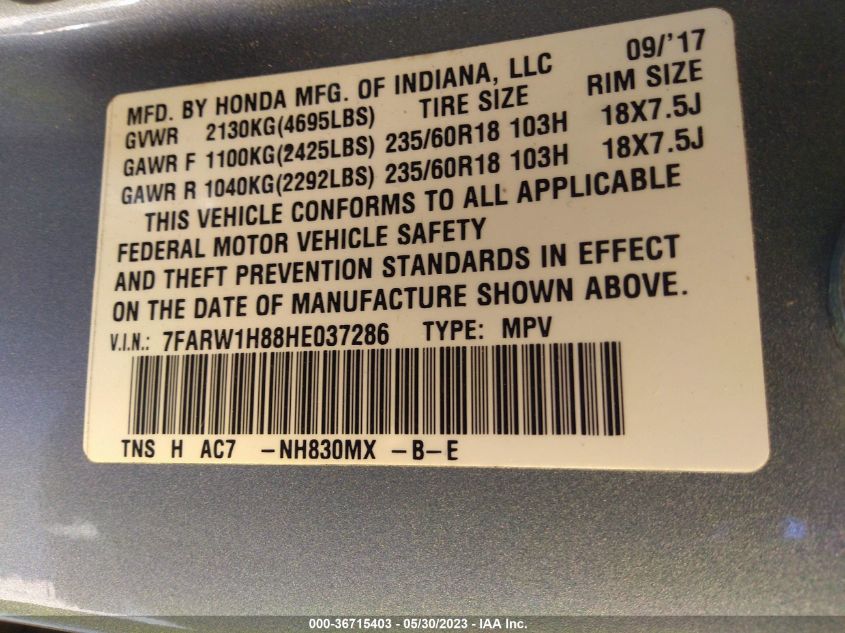 09/'17
MFD. BY HONDA MFG. OF INDIANA, LLC
GVWR 2130KG(4695LBS) TIRE SIZE RIM SIZE
GAWR F 1100KG(2425LBS) 235/60R18 103H 18X7.5J
GAWR R 1040KG(2292LBS) 235/60R18 103H 18X7.5J
THIS VEHICLE CONFORMS TO ALL APPLICABLE
FEDERAL MOTOR VEHICLE SAFETY
AND THEFT PREVENTION STANDARDS IN EFFECT
ON THE DATE OF MANUFACTURE SHOWN ABOVE.
V.I.N.: 7FARW1H88HE037286 TYPE: MPV
TNS H AC7 -NH830MX -B-E
000-36715403 - 05/30/2023 - IAA Inc.